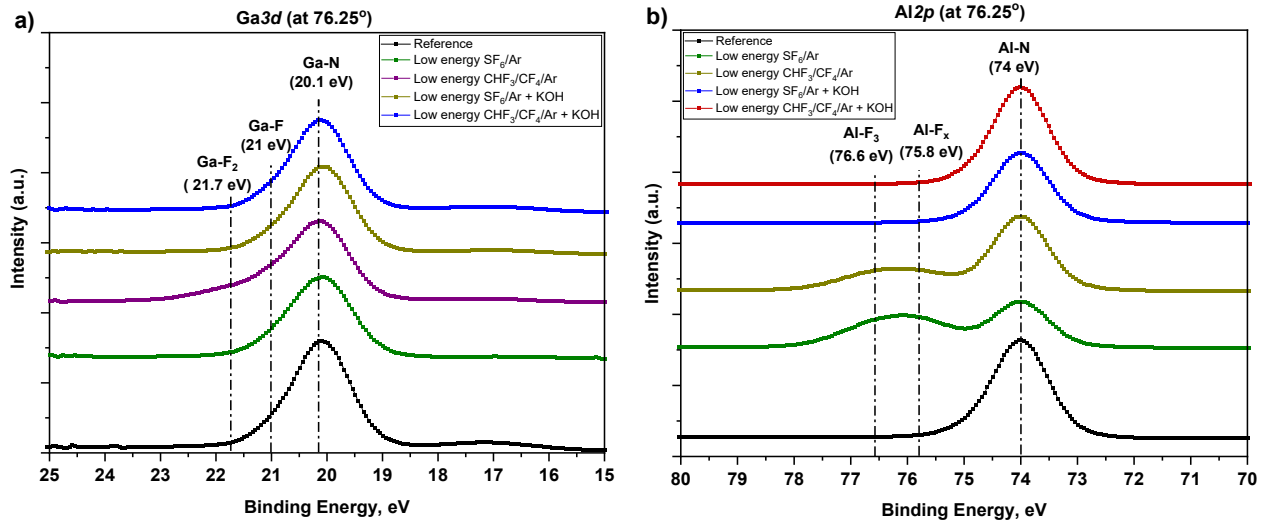 a)
Ga3d (at 76.25°)
Reference
Low energy SF6/Ar
Low energy CHF3/CF4/Ar
Low energy SF6/Ar + KOH
Low energy CHF3/CF4/Ar + KOH
Ga-N
(20.1 eV)
Ga-F
(21 eV)
Ga-F2
( 21.7 eV)
Intensity (a.u.)
25 24 23 22 21 20 19 18 17 16 15
Binding Energy, eV
b)
Al2p (at 76.25°)
Reference
Low energy SF6/Ar
Low energy CHF3/CF4/Ar
Low energy SF6/Ar + KOH
Low energy CHF3/CF4/Ar + KOH
Al-N
(74 eV)
Al-F3
(76.6 eV)
Al-Fx
(75.8 eV)
Intensity (a.u.)
80 79 78 77 76 75 74 73 72 71 70
Binding Energy, eV